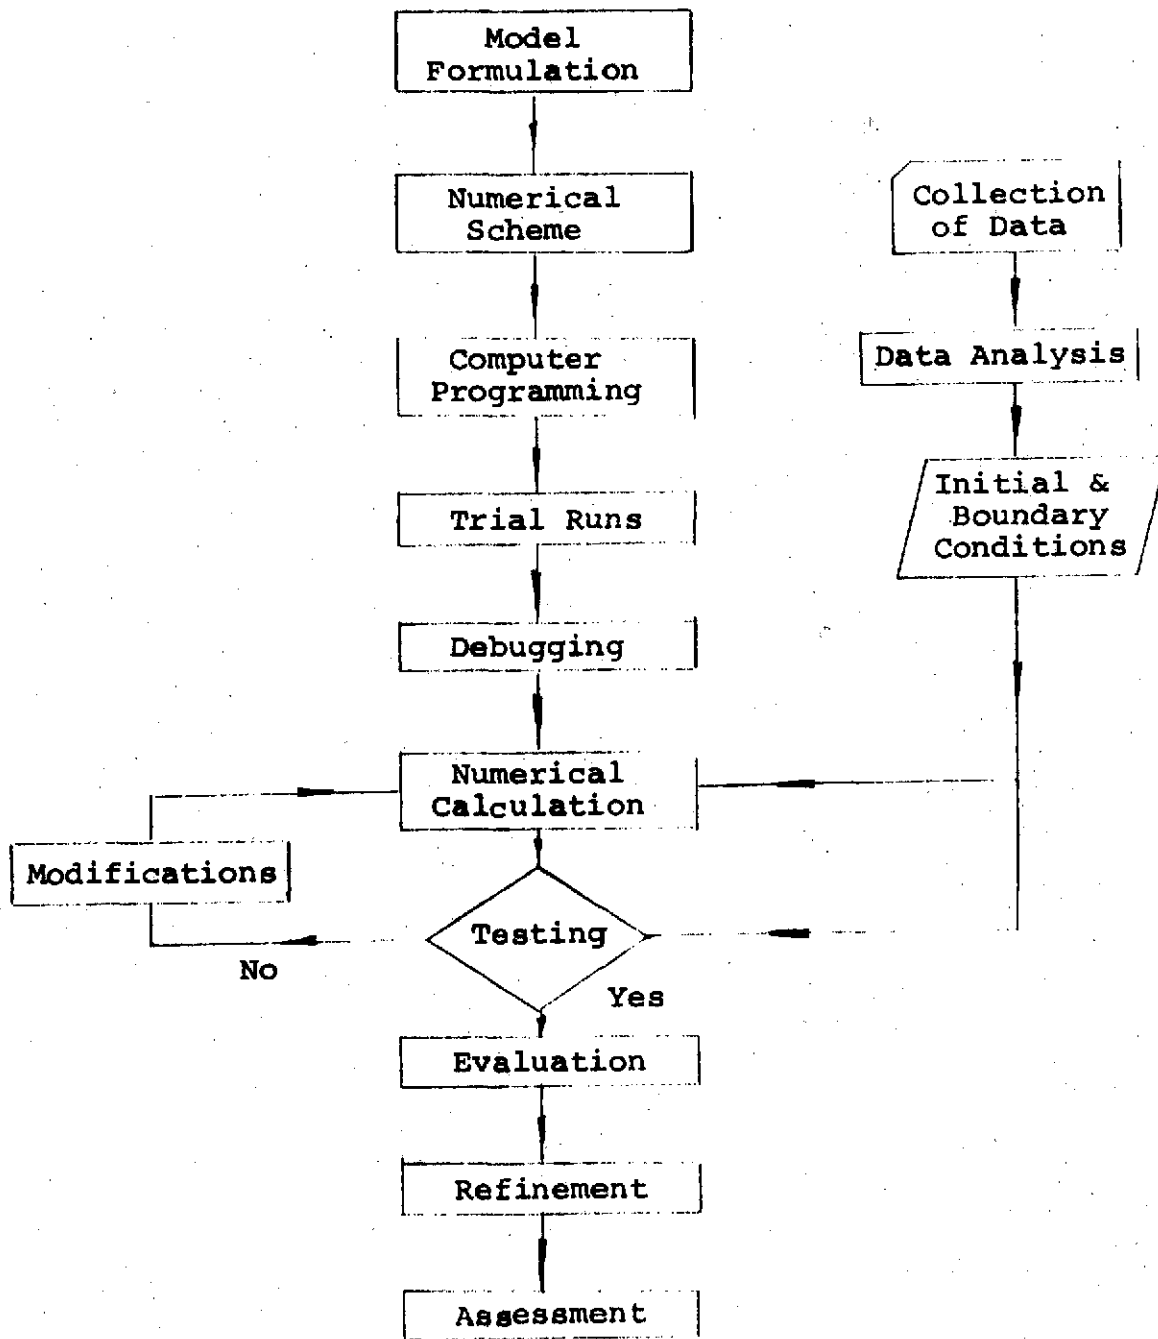 Model
Formulation
Numerical
Scheme
Computer
Programming
Trial Runs
Debugging
Numerical
Calculation
Collection
of Data
Data Analysis
Initial &
Boundary
Conditions
Modifications
Testing
No
Yes
Evaluation
Refinement
Assessment